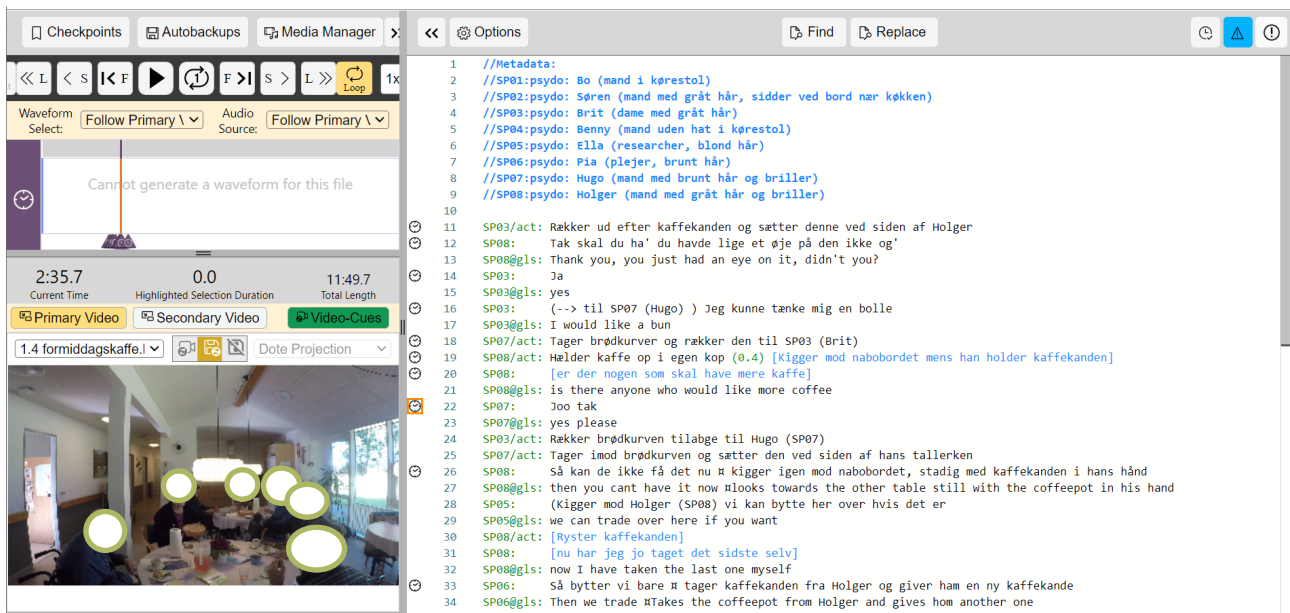 Checkpoints
Autobackups
Media Manager
Options
Find
Replace
L
S
F
1
F
S
L
Loop
1x
Waveform Select:
Follow Primary \
Audio Source:
Follow Primary \
Cannot generate a waveform for this file
2:35.7
Current Time
0.0
Highlighted Selection Duration
11:49.7
Total Length
Primary Video
Secondary Video
Video-Cues
1.4 formiddagskaffe.l
Dote Projection
1 //Metadata:
2 //SP01:psydo: Bo (mand i kørestol)
3 //SP02:psydo: Søren (mand med gråt hår, sidder ved bord nær køkken)
4 //SP03:psydo: Brit (dame med gråt hår)
5 //SP04:psydo: Benny (mand uden hat i kørestol)
6 //SP05:psydo: Ella (researcher, blond hår)
7 //SP06:psydo: Pia (plejer, brunt hår)
8 //SP07:psydo: Hugo (mand med brunt hår og briller)
9 //SP08:psydo: Holger (mand med gråt hår og briller)
10
11 SP03/act: Rækker ud efter kaffekanden og sætter denne ved siden af Holger
12 SP08: Tak skal du ha' du havde lige et øje på den ikke og'
13 SP08@gls: Thank you, you just had an eye on it, didn't you?
14 SP03: Ja
15 SP03@gls: yes
16 SP03: (--> til SP07 (Hugo) ) Jeg kunne tænke mig en bolle
17 SP03@gls: I would like a bun
18 SP07/act: Tager brødkurver og rækker den til SP03 (Brit)
19 SP08/act: Hælder kaffe op i egen kop (0.4) [Kigger mod nabobordet mens han holder kaffekanden]
20 SP08: [er der nogen som skal have mere kaffe]
21 SP08@gls: is there anyone who would like more coffee
22 SP07: Joo tak
23 SP07@gls: yes please
24 SP03/act: Rækker brødkurven tilabge til Hugo (SP07)
25 SP07/act: Tager imod brødkurven og sætter den ved siden af hans tallerken
26 SP08: Så kan de ikke få det nu ¤ kigger igen mod nabobordet, stadig med kaffekanden i hans hånd
27 SP08@gls: then you cant have it now ¤looks towards the other table still with the coffeepot in his hand
28 SP05: (Kigger mod Holger (SP08) vi kan bytte her over hvis det er
29 SP05@gls: we can trade over here if you want
30 SP08/act: [Ryster kaffekanden]
31 SP08: [nu har jeg jo taget det sidste selv]
32 SP08@gls: now I have taken the last one myself
33 SP06: Så bytter vi bare ¤ tager kaffekanden fra Holger og giver ham en ny kaffekande
34 SP06@gls: Then we trade ¤Takes the coffeepot from Holger and gives hom another one